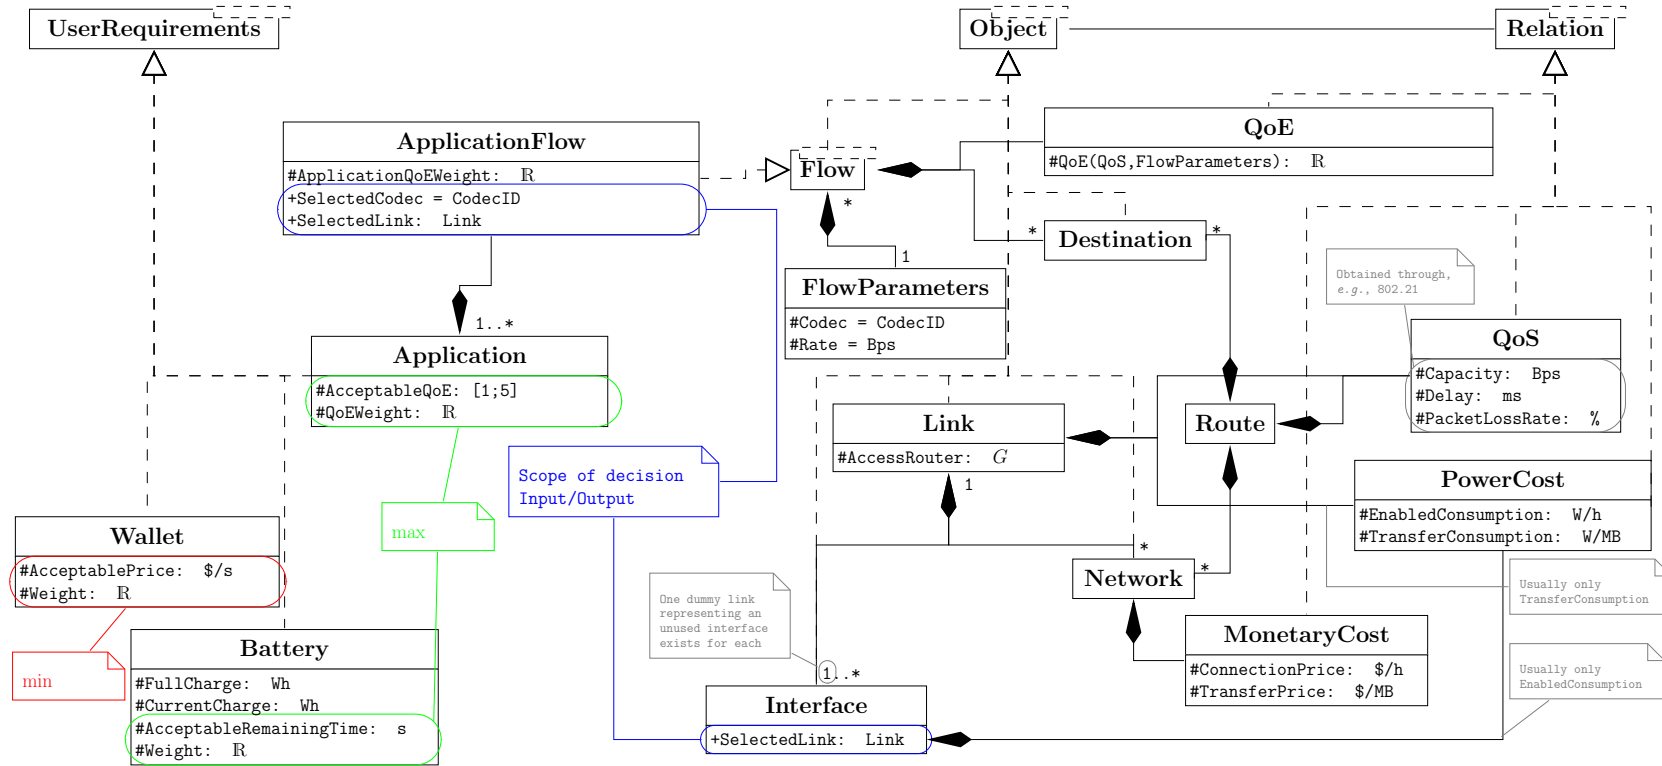 UserRequirements
Object
Relation
ApplicationFlow
#ApplicationQoEWeight: ℝ
+SelectedCodec = CodecID
+SelectedLink: Link
Flow
QoE
#QoE(QoS,FlowParameters): ℝ
*
*
Destination
*
1
FlowParameters
#Codec = CodecID
#Rate = Bps
Obtained through,
e.g., 802.21
1..*
Application
#AcceptableQoE: [1;5]
#QoEWeight: ℝ
QoS
#Capacity: Bps
#Delay: ms
#PacketLossRate: %
Link
#AccessRouter: G
1
Route
Scope of decision
Input/Output
max
PowerCost
#EnabledConsumption: W/h
#TransferConsumption: W/MB
Wallet
#AcceptablePrice: $/s
#Weight: ℝ
*
Network
*
Usually only
TransferConsumption
One dummy link
representing an
unused interface
exists for each
min
Battery
#FullCharge: Wh
#CurrentCharge: Wh
#AcceptableRemainingTime: s
#Weight: ℝ
MonetaryCost
#ConnectionPrice: $/h
#TransferPrice: $/MB
Usually only
EnabledConsumption
1..*
Interface
+SelectedLink: Link